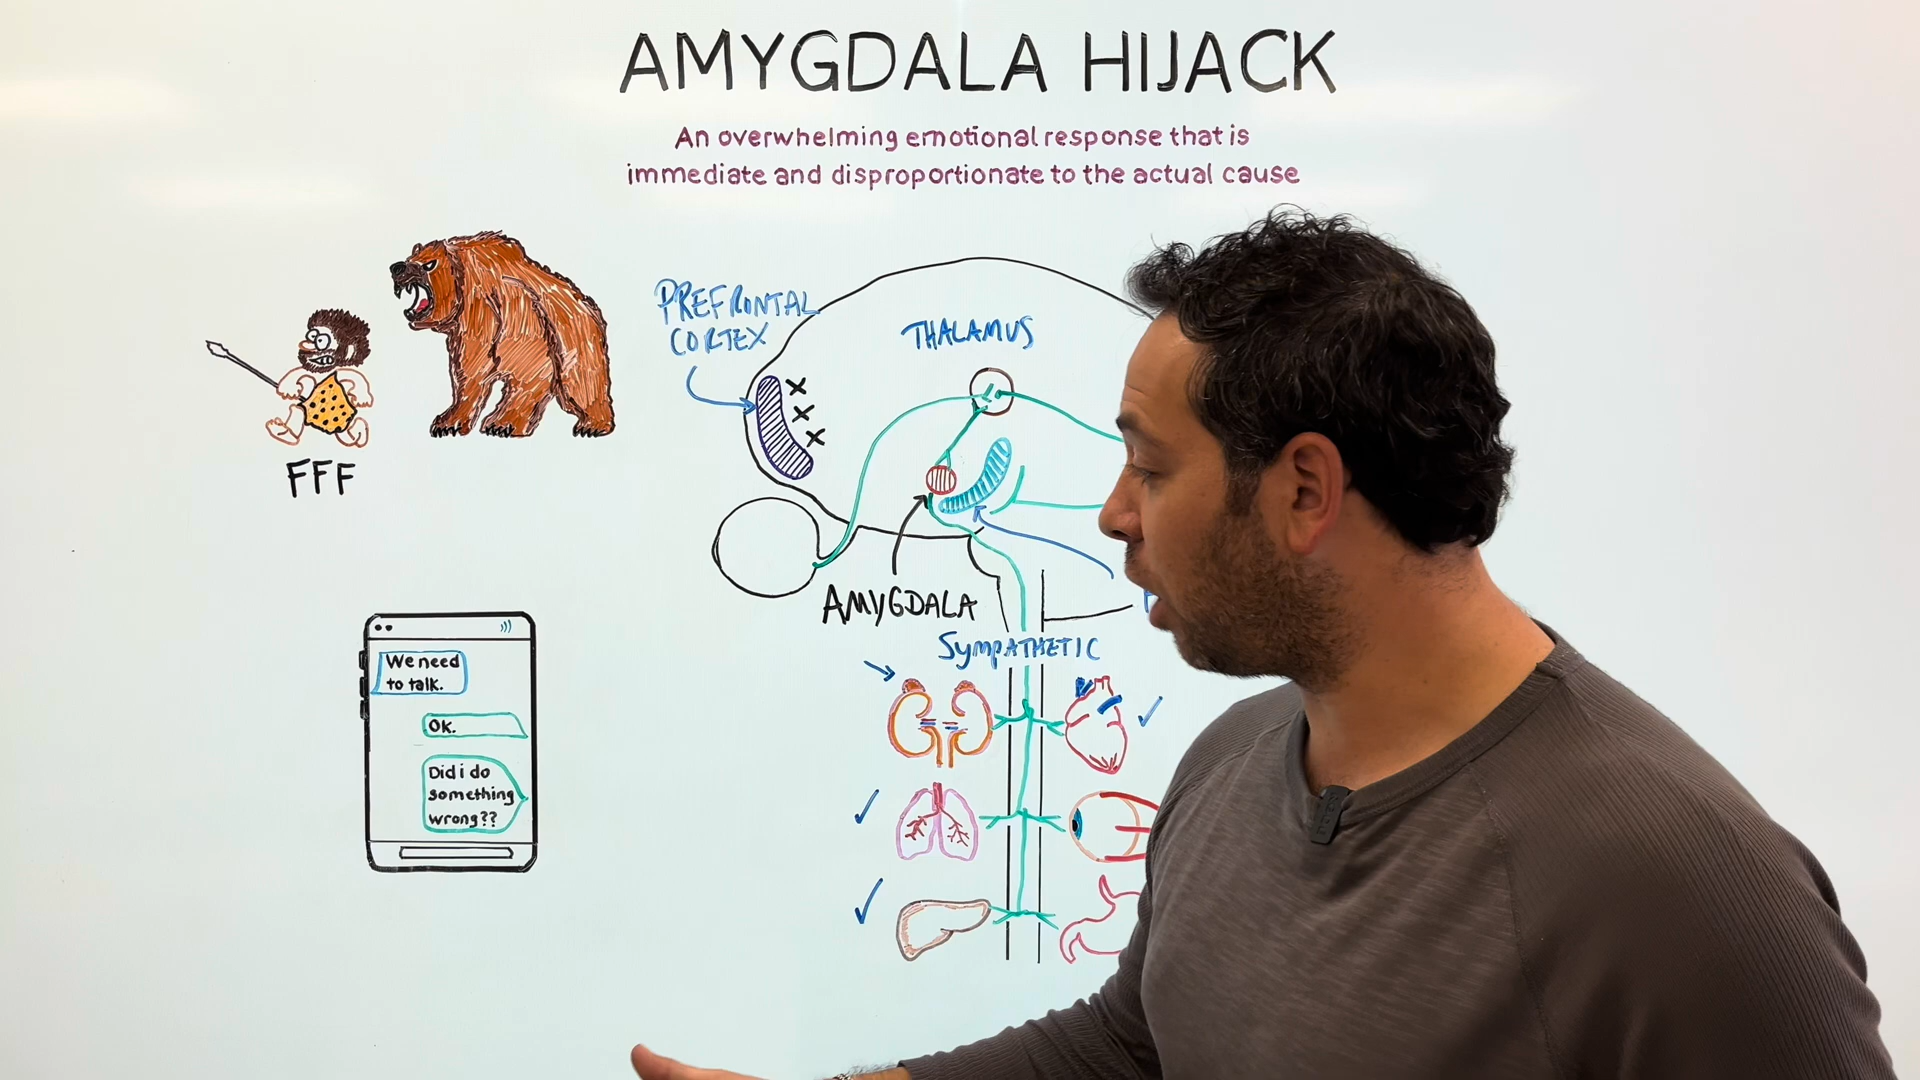 AMYGDALA HIJACK
An overwhelming emotional response that is
immediate and disproportionate to the actual cause
PREFRONTAL
CORTEX
THALAMUS
FFF
AMYGDALA
SYMPATHETIC
We need
to talk.
Ok.
Did i do
something
wrong??